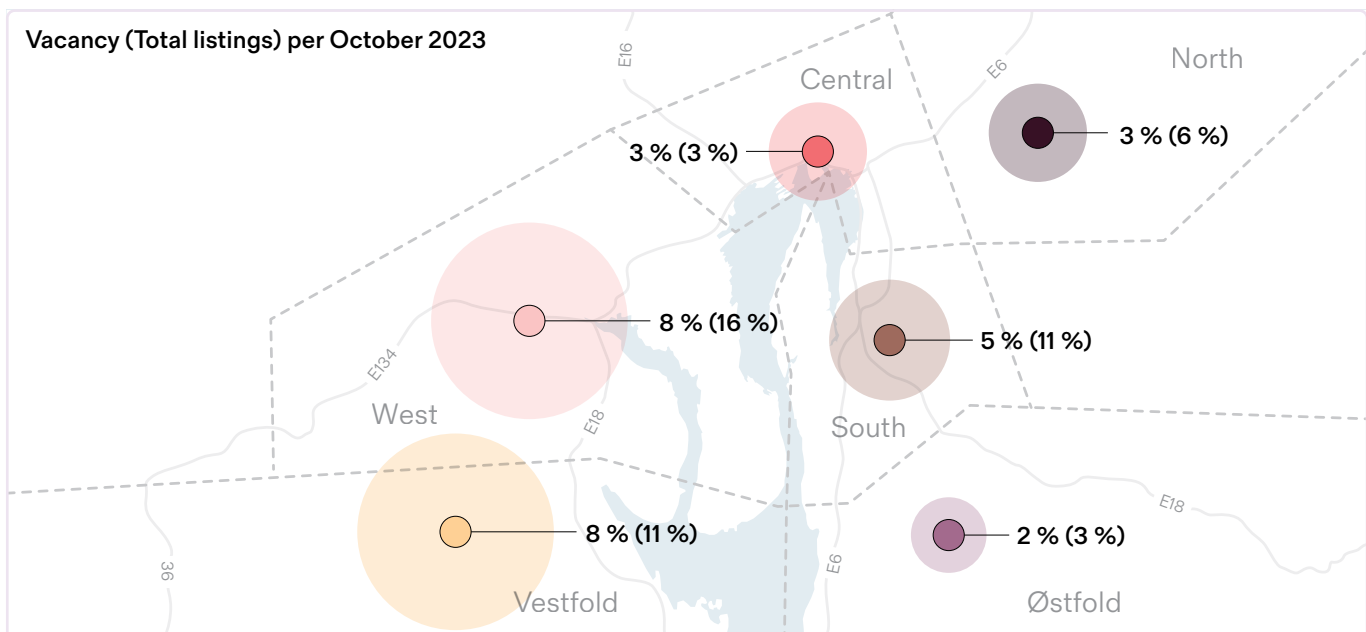 Vacancy (Total listings) per October 2023
E16
E6
North
Central
3 % (3 %)
3 % (6 %)
8 % (16 %)
5 % (11 %)
E134
West
E18
South
E18
8 % (11 %)
2 % (3 %)
36
E6
Vestfold
Østfold